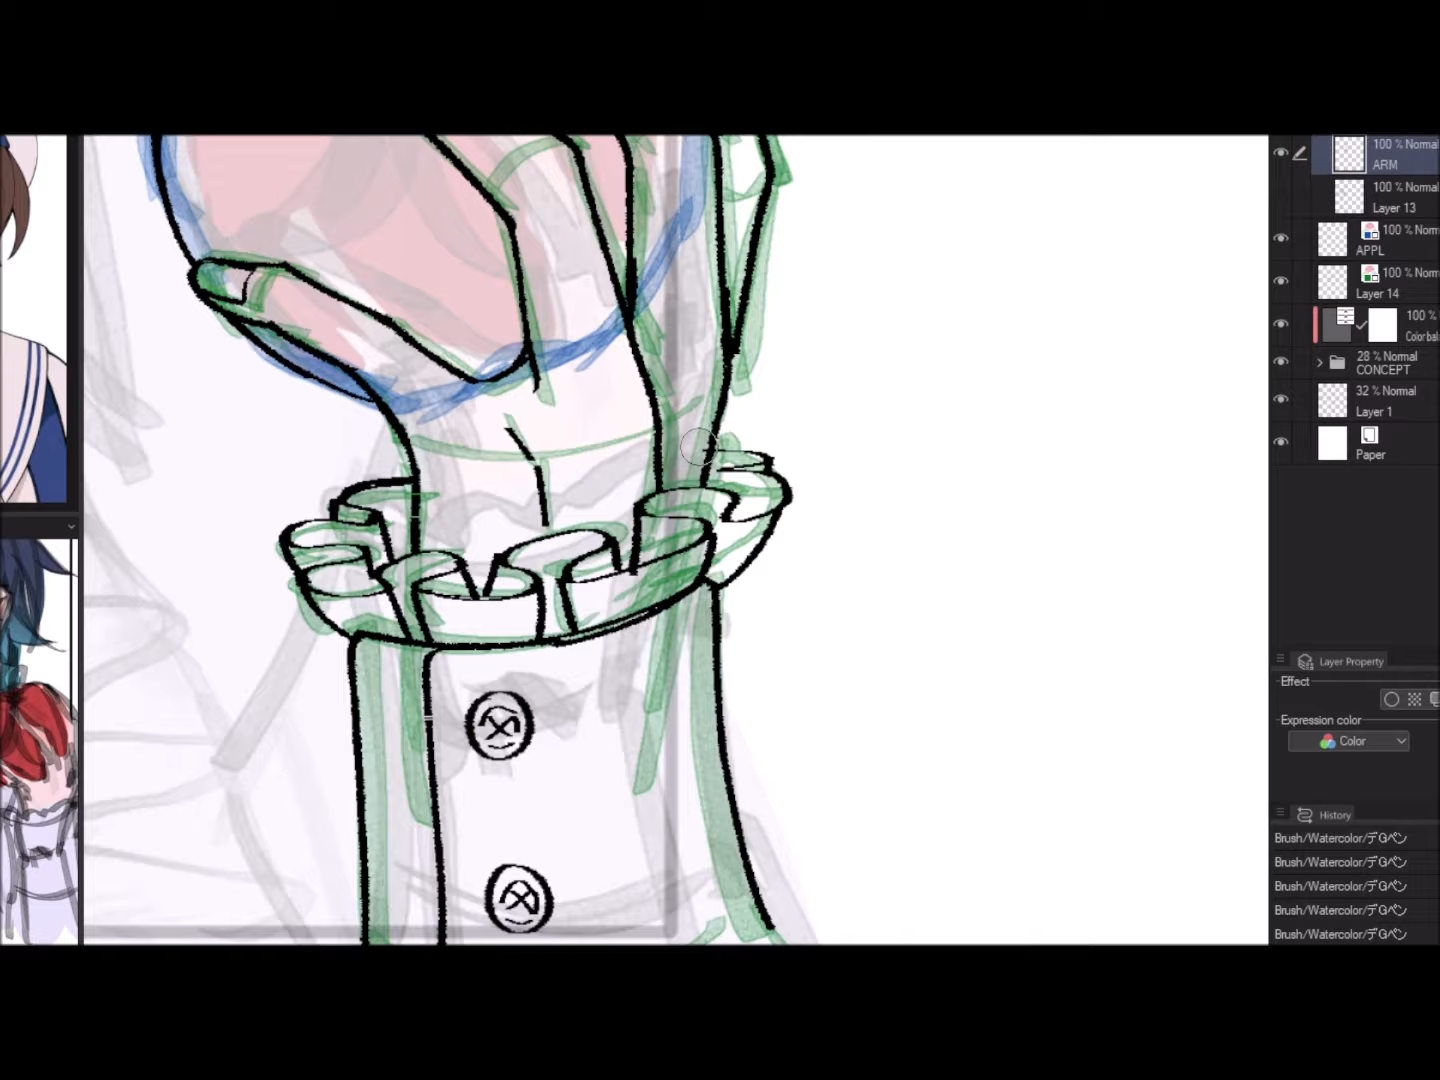 100 % Normal
ARM
100 % Normal
Layer 13
100 % Norm
APPL
100 % Norm
Layer 14
100 %
Color bal
28 % Normal
CONCEPT
32 % Normal
Layer 1
Paper
Layer Property
Effect
Expression color
Color
History
Brush/Watercolor/デGペン
Brush/Watercolor/デGペン
Brush/Watercolor/デGペン
Brush/Watercolor/デGペン
Brush/Watercolor/デGペン